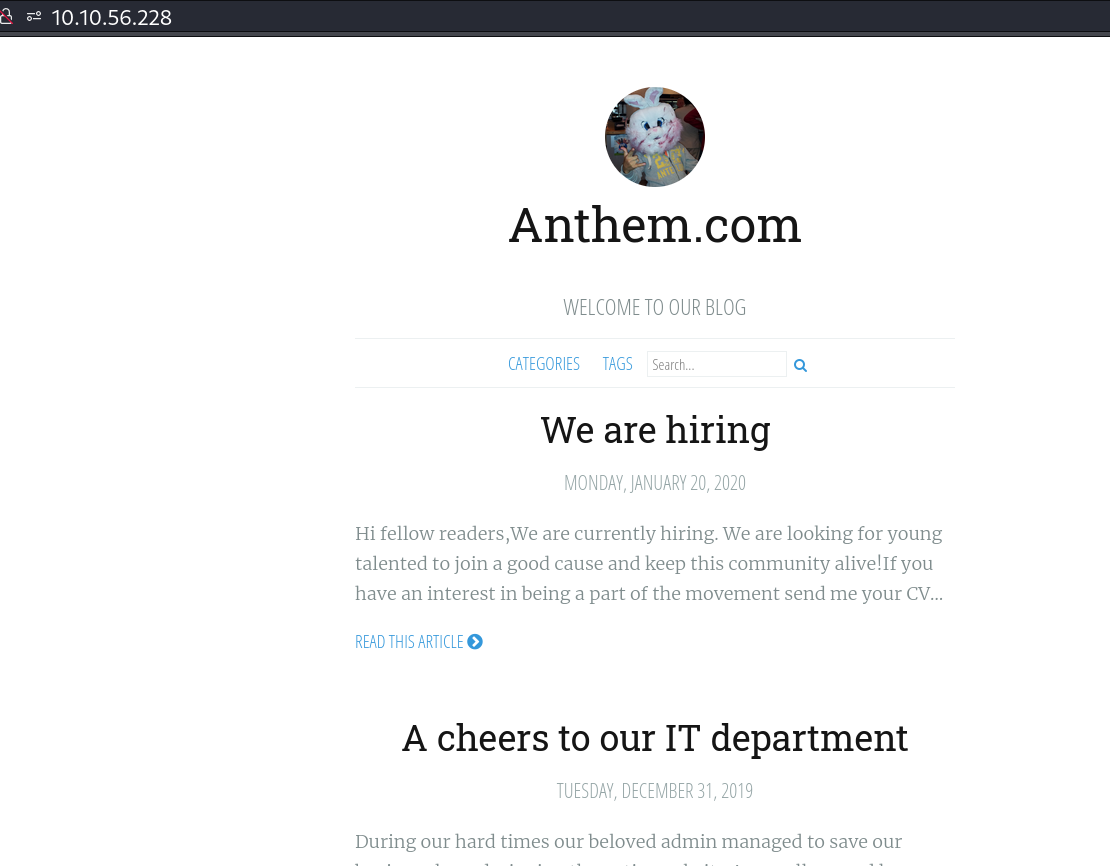 10.10.56.228
Anthem.com
WELCOME TO OUR BLOG
CATEGORIES TAGS Search...
We are hiring
MONDAY, JANUARY 20, 2020
Hi fellow readers,We are currently hiring. We are looking for young
talented to join a good cause and keep this community alive!If you
have an interest in being a part of the movement send me your CV...
READ THIS ARTICLE
A cheers to our IT department
TUESDAY, DECEMBER 31, 2019
During our hard times our beloved admin managed to save our